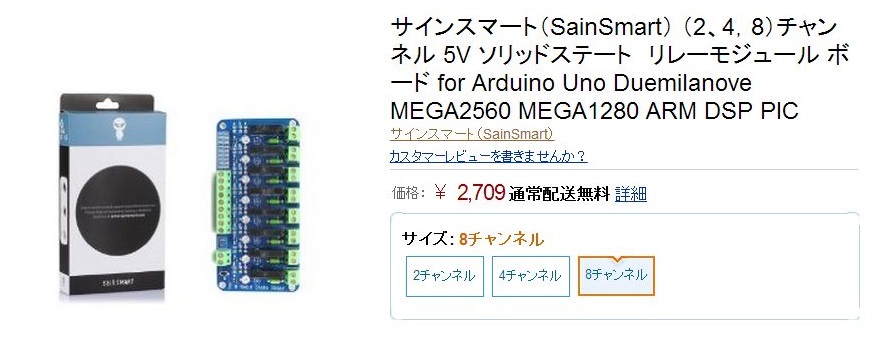 サインスマート（SainSmart）（2、4，8）チャン
ネル 5V ソリッドステート　リレーモジュール ボ
ード for Arduino Uno Duemilanove
MEGA2560 MEGA1280 ARM DSP PIC
サインスマート（SainSmart）
カスタマーレビューを書きませんか？
価格: ￥ 2,709 通常配送無料 詳細
サイズ: 8チャンネル
2チャンネル 4チャンネル 8チャンネル
SAINSMART